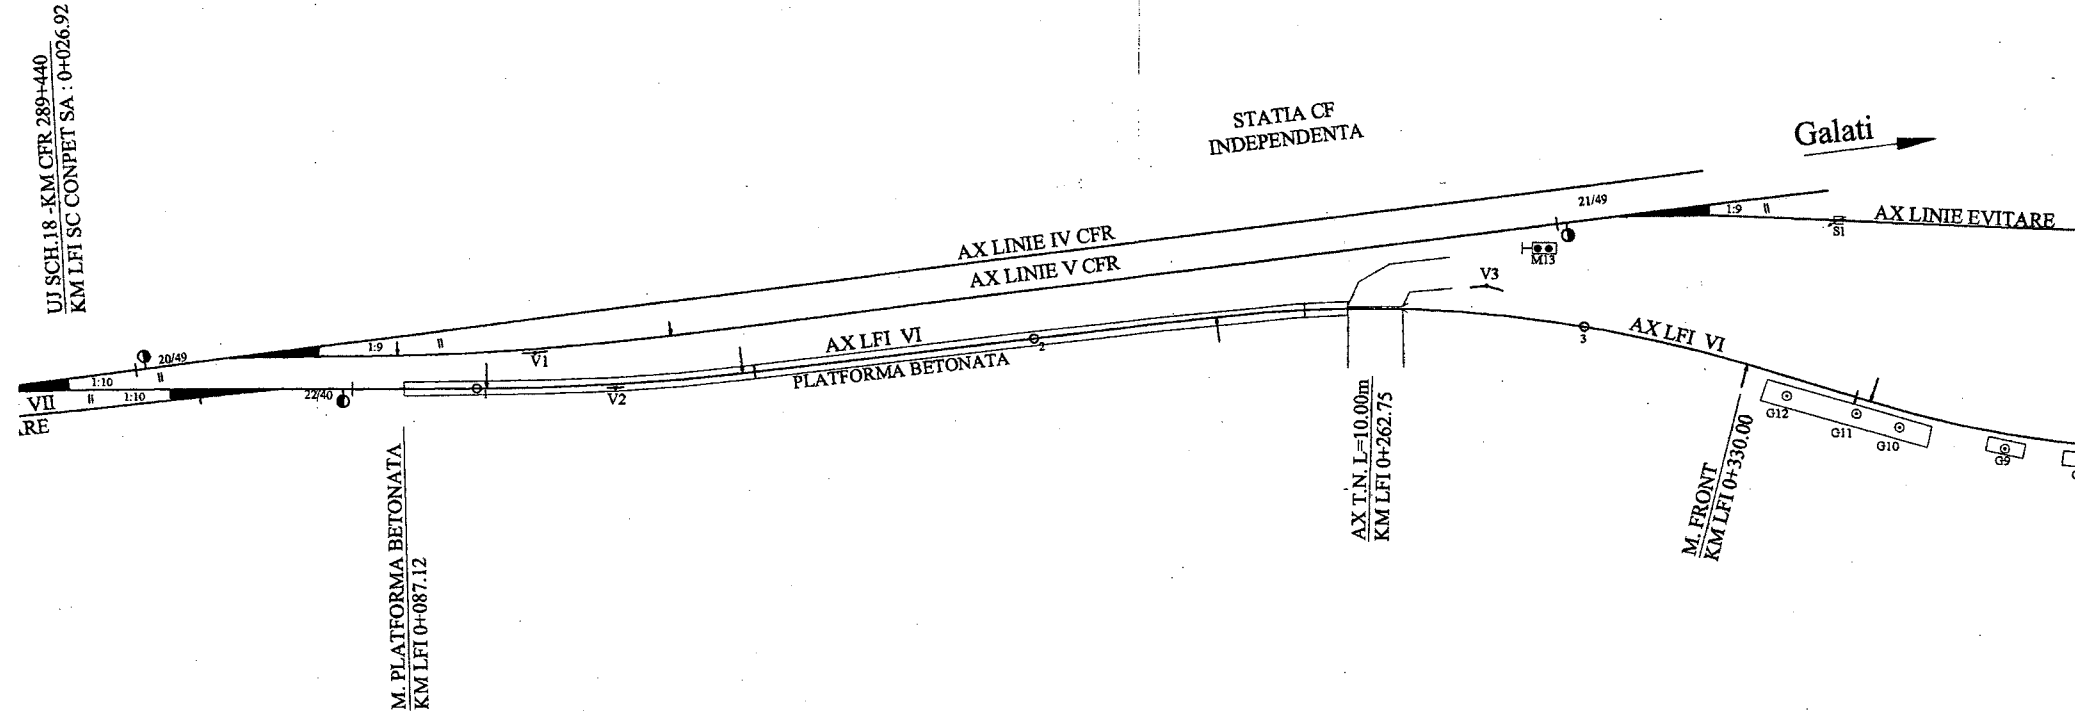 UJ SCH.18 -KM CFR 289+440
KM LFI SC CONPET SA : 0+026.92
STATIA CF
INDEPENDENTA
Galati
AX LINIE IV CFR
AX LINIE V CFR
21/49
1:9 II
AX LINIE EVITARE
S1
M13
V3
20/49
1:9 II
V1
AX LFI VI
2
PLATFORMA BETONATA
3
AX LFI VI
1:10 II
VII II 1:10
22/40
V2
RE
G12
G11
G10
G9
M. PLATFORMA BETONATA
KM LFI 0+087.12
AX T.N. L=10.00m
KM LFI 0+262.75
M. FRONT
KM LFI 0+330.00